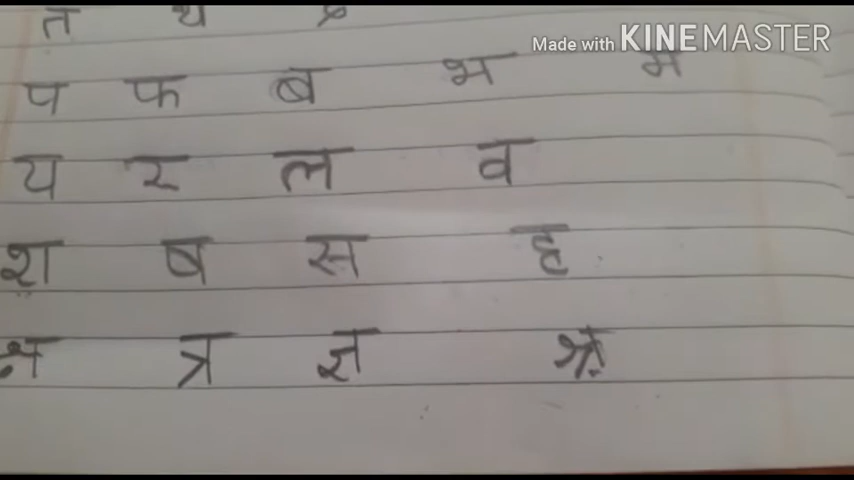 Made with KINEMASTER
त थ
प फ ब भ म
य र ल व
श ष स ह
क्ष त्र ज्ञ श्र